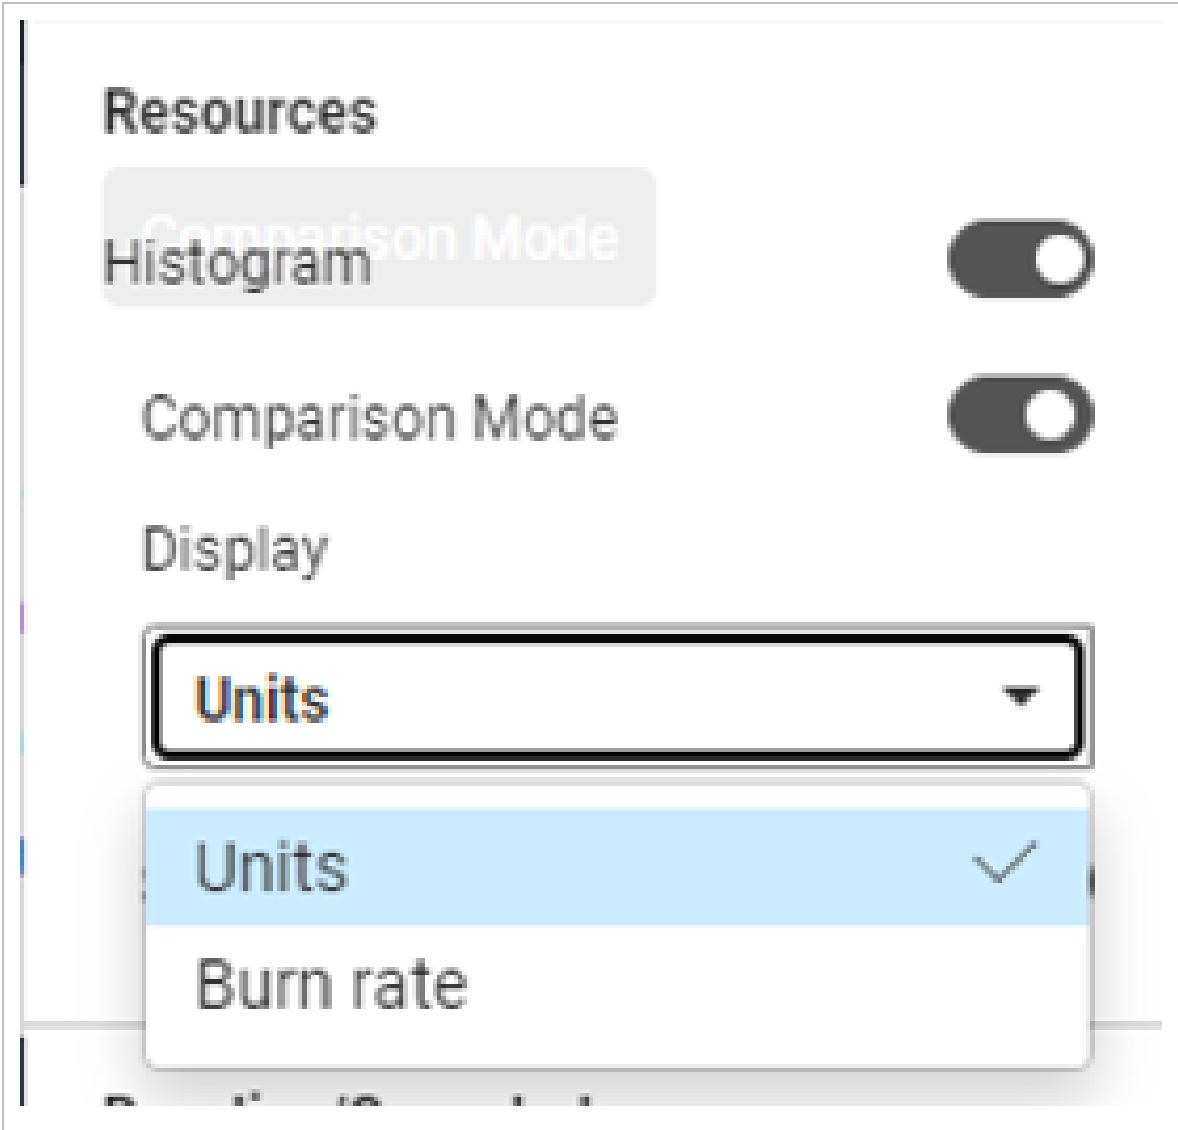 Resources
Comparison Mode
Histogram
Comparison Mode
Display
Units
Units
Burn rate